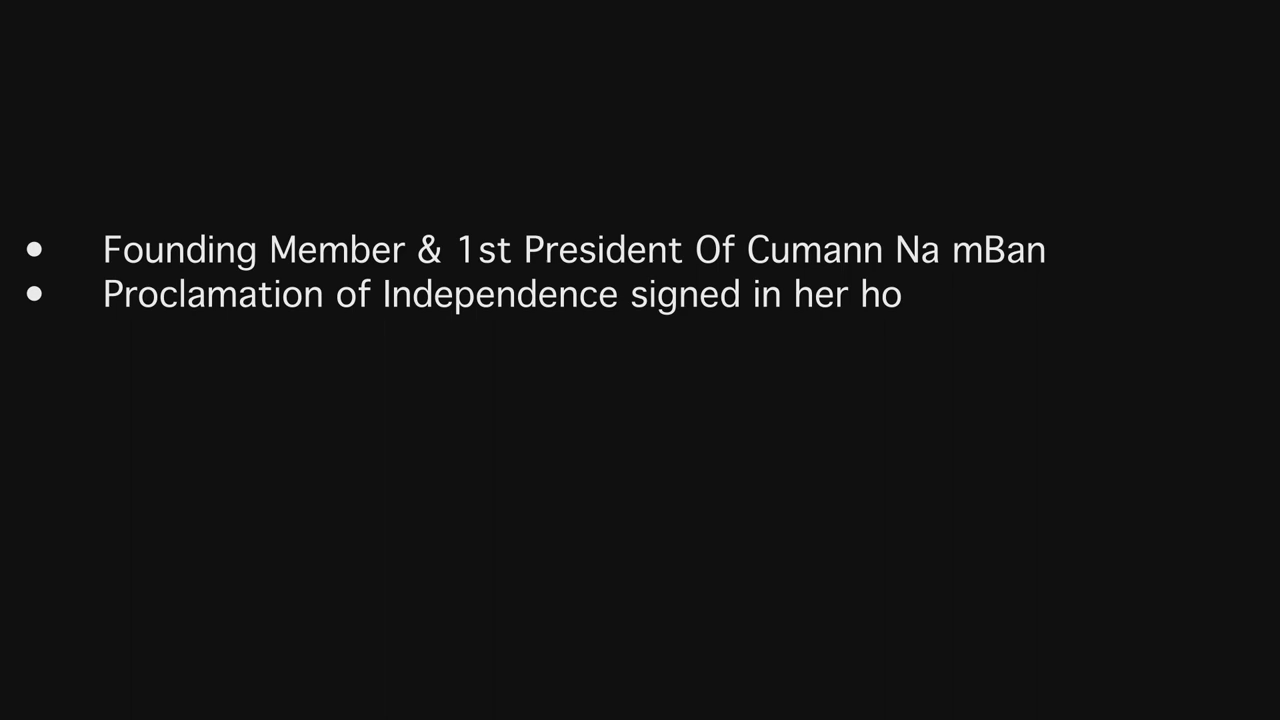 • Founding Member & 1st President Of Cumann Na mBan
• Proclamation of Independence signed in her ho